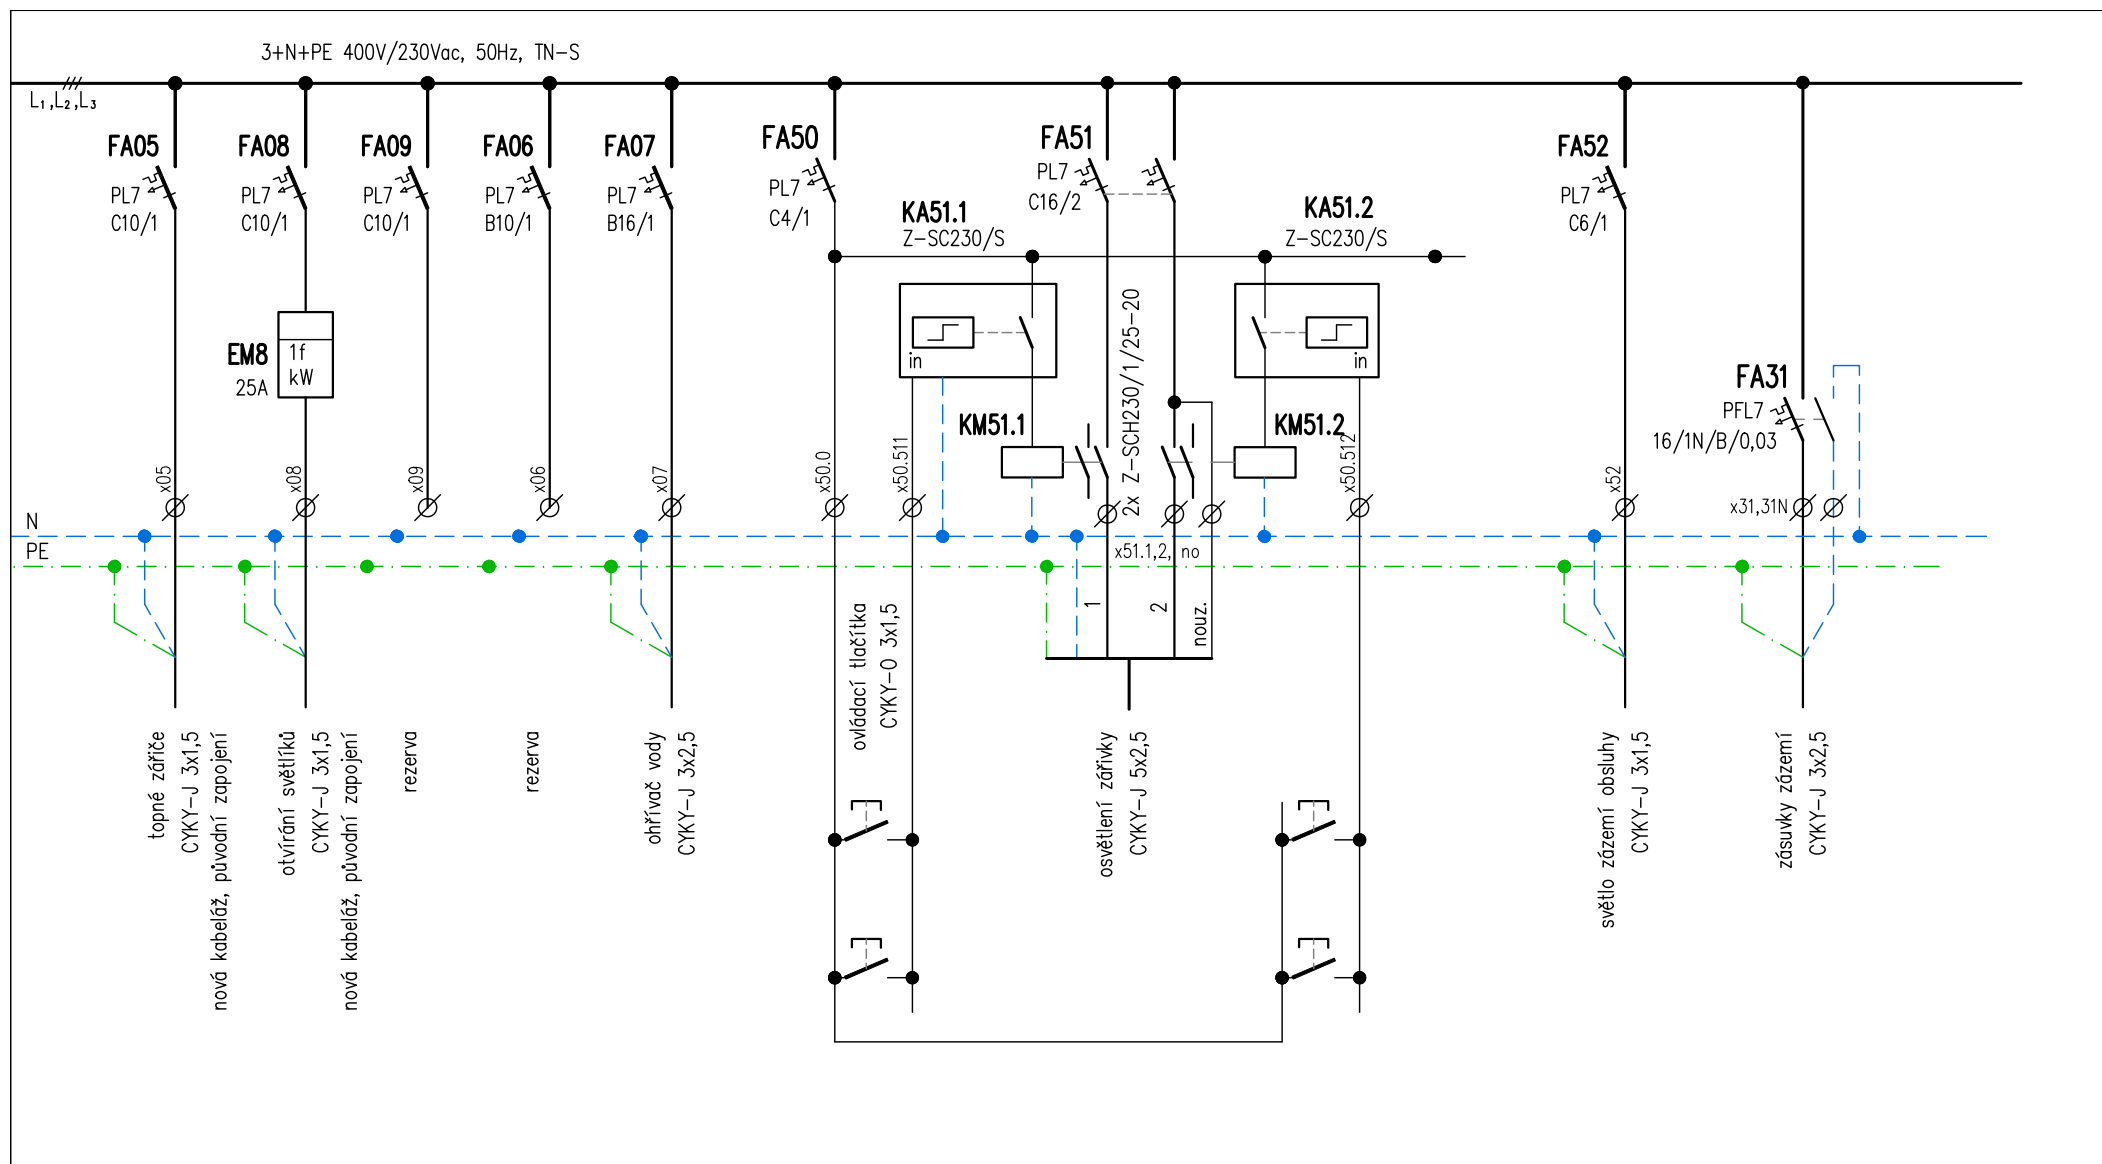 3+N+PE 400V/230Vac, 50Hz, TN-S
L1,L2,L3
FA05
PL7
C10/1
FA08
PL7
C10/1
FA09
PL7
C10/1
FA06
PL7
B10/1
FA07
PL7
B16/1
FA50
PL7
C4/1
FA51
PL7
C16/2
KA51.1
Z-SC230/S
KA51.2
Z-SC230/S
FA52
PL7
C6/1
EM8
25A
1f
kW
in
in
2x Z-SCH230/1/25-20
KM51.1
KM51.2
FA31
PFL7
16/1N/B/0,03
x05
x08
x09
x06
x07
x50.0
x50.511
x50.512
x52
x31,31N
N
PE
x51.1,2, no
1
2
nouz.
ovládací tlačítka
CYKY-O 3x1,5
topné zářiče
CYKY-J 3x1,5
nová kabeláž, původní zapojení
otvírání světlíků
CYKY-J 3x1,5
nová kabeláž, původní zapojení
rezerva
rezerva
ohřívač vody
CYKY-J 3x2,5
osvětlení zářivky
CYKY-J 5x2,5
světlo zázemí obsluhy
CYKY-J 3x1,5
zásuvky zázemí
CYKY-J 3x2,5